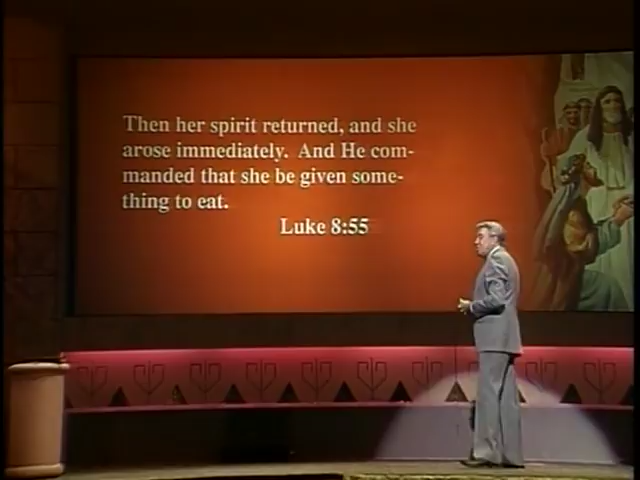 Then her spirit returned, and she
arose immediately. And He com-
manded that she be given some-
thing to eat.
Luke 8:55